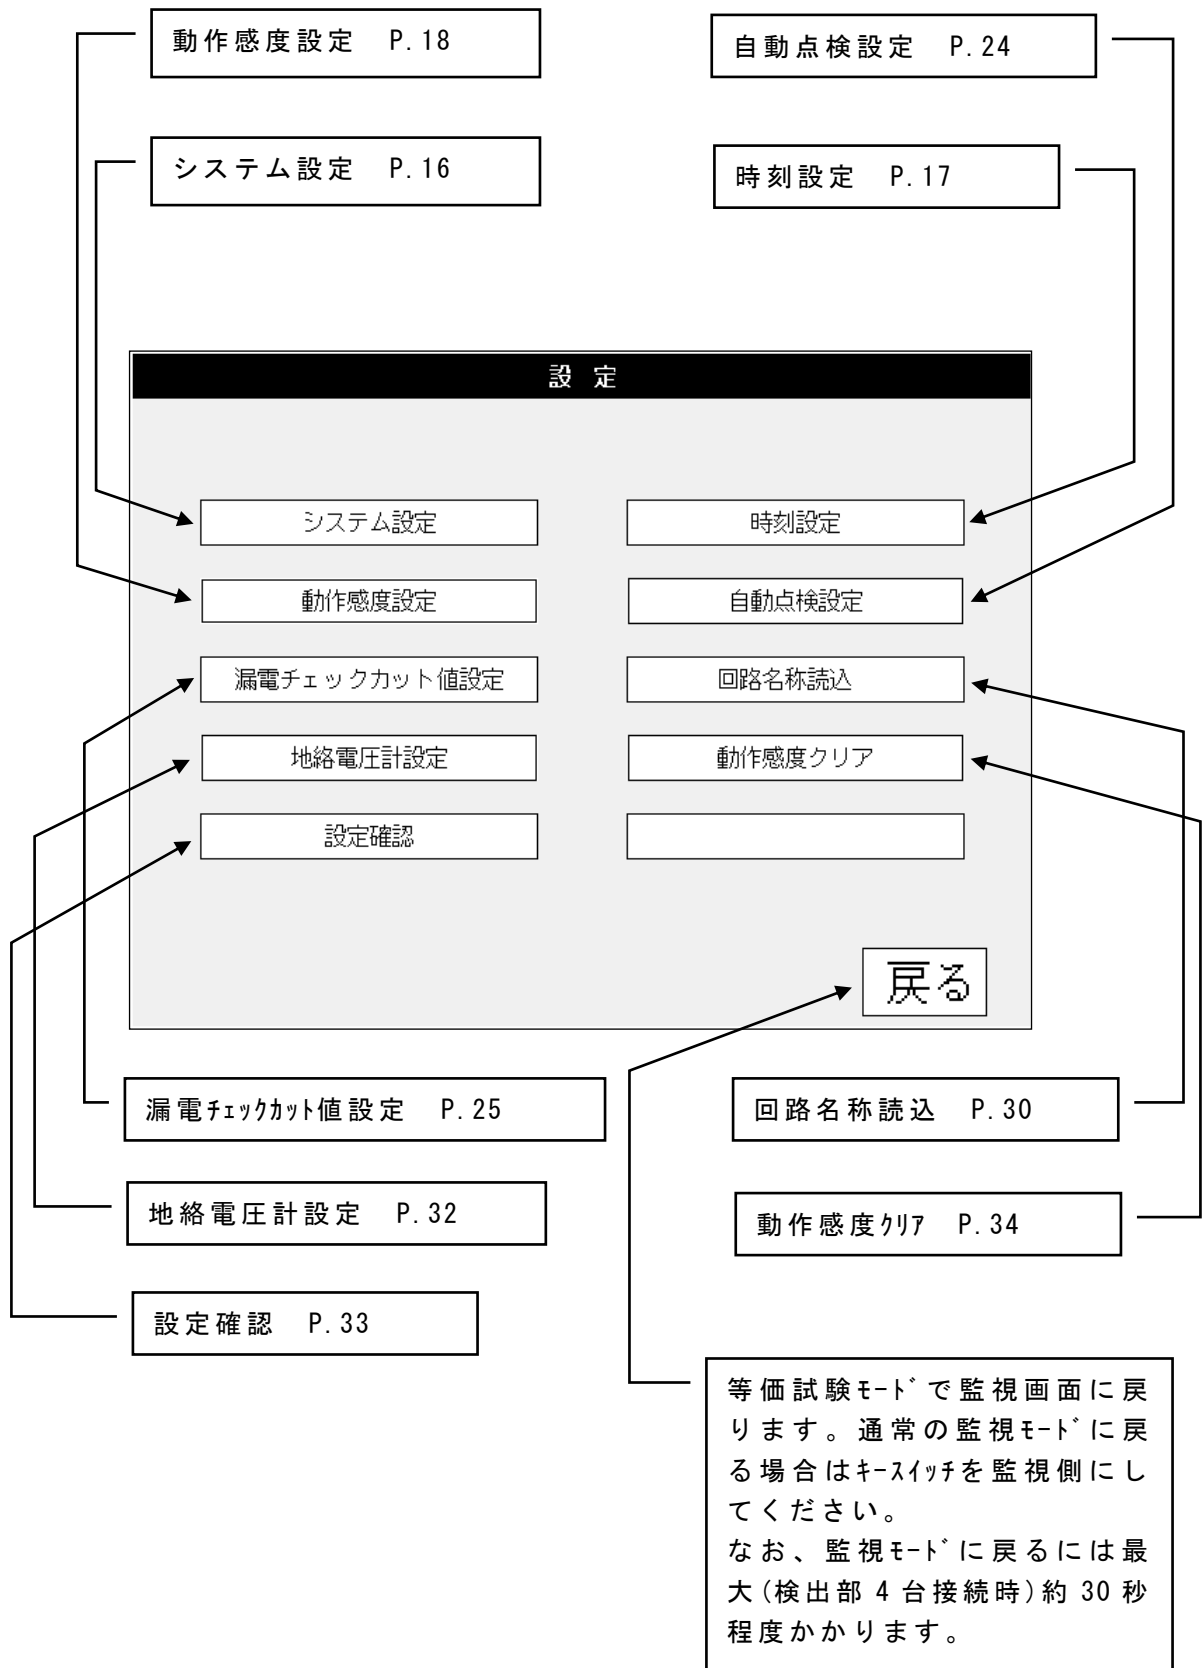 動作感度設定　P.18
自動点検設定　P.24
システム設定　P.16
時刻設定　P.17
設 定
システム設定
時刻設定
動作感度設定
自動点検設定
漏電チェックカット値設定
回路名称読込
地絡電圧計設定
動作感度クリア
設定確認
戻る
漏電ﾁｪｯｸｶｯﾄ値設定　P.25
回路名称読込　P.30
地絡電圧計設定　P.32
動作感度ｸﾘｱ　P.34
設定確認　P.33
等価試験ﾓｰﾄﾞで監視画面に戻
ります。通常の監視ﾓｰﾄﾞに戻
る場合はｷｰｽｲｯﾁを監視側にし
てください。
なお、監視ﾓｰﾄﾞに戻るには最
大(検出部 4 台接続時)約 30 秒
程度かかります。